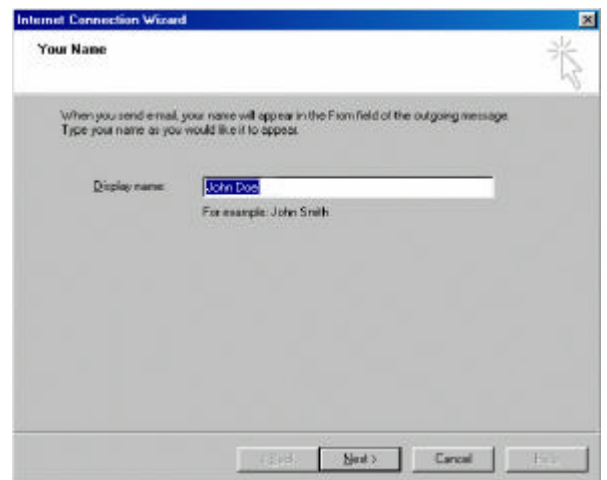 Internet Connection Wizard
Your Name
When you send e-mail, your name will appear in the From field of the outgoing message.
Type your name as you would like it to appear.
Display name:
John Doe
For example: John Smith
< Back
Next >
Cancel
Help